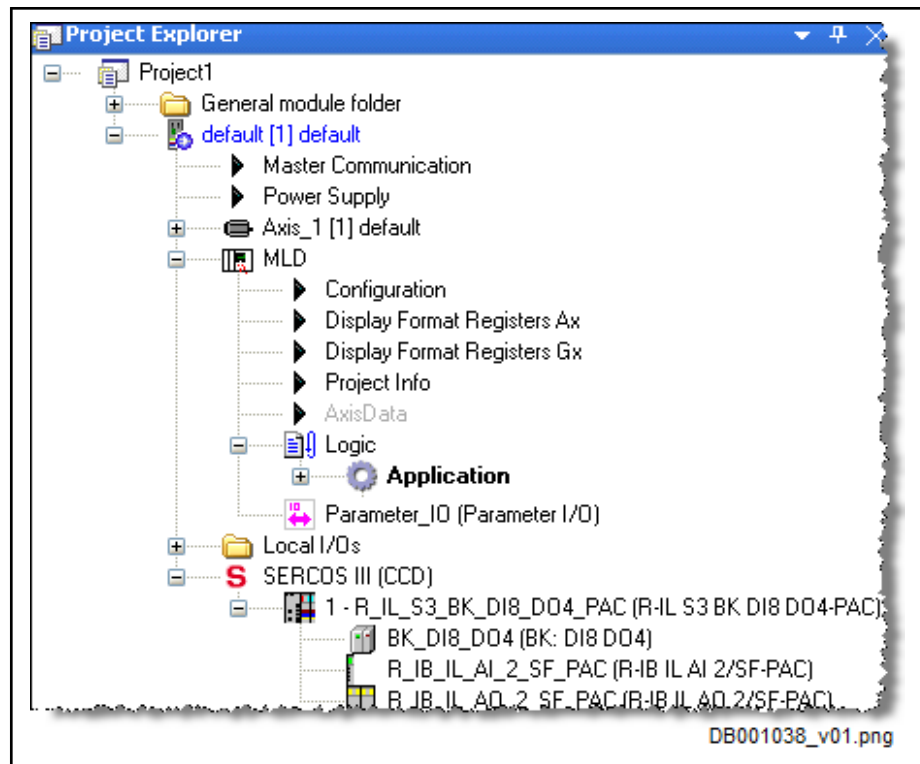 Project Explorer
Project1
General module folder
default [1] default
Master Communication
Power Supply
Axis_1 [1] default
MLD
Configuration
Display Format Registers Ax
Display Format Registers Gx
Project Info
AxisData
Logic
Application
Parameter_IO (Parameter I/O)
Local I/Os
S SERCOS III (CCD)
1 - R_IL_S3_BK_DI8_DO4_PAC (R-IL S3 BK DI8 DO4-PAC)
BK_DI8_DO4 (BK: DI8 DO4)
R_IB_IL_AI_2_SF_PAC (R-IB IL AI 2/SF-PAC)
R_IB_IL_AO_2_SF_PAC (R-IB IL AO 2/SF-PAC)
DB001038_v01.png